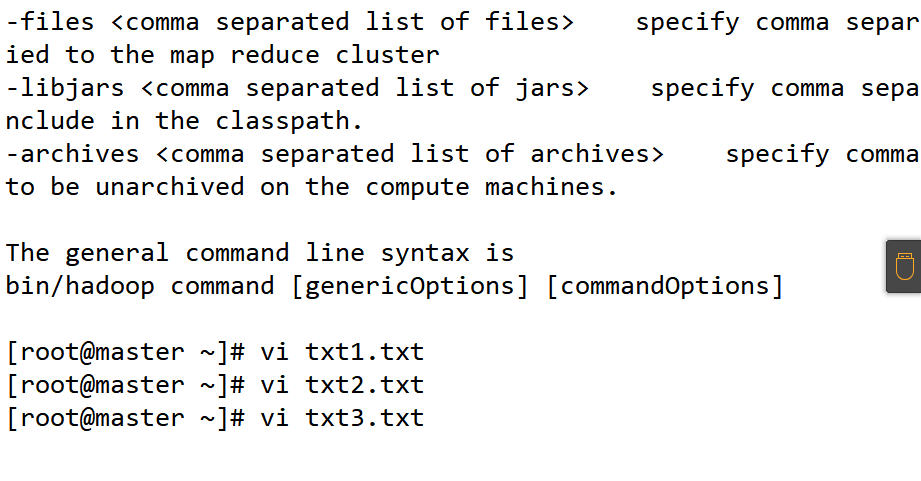 -files <comma separated list of files>    specify comma separ
ied to the map reduce cluster
-libjars <comma separated list of jars>    specify comma sepa
nclude in the classpath.
-archives <comma separated list of archives>    specify comma
to be unarchived on the compute machines.
The general command line syntax is
bin/hadoop command [genericOptions] [commandOptions]
[root@master ~]# vi txt1.txt
[root@master ~]# vi txt2.txt
[root@master ~]# vi txt3.txt